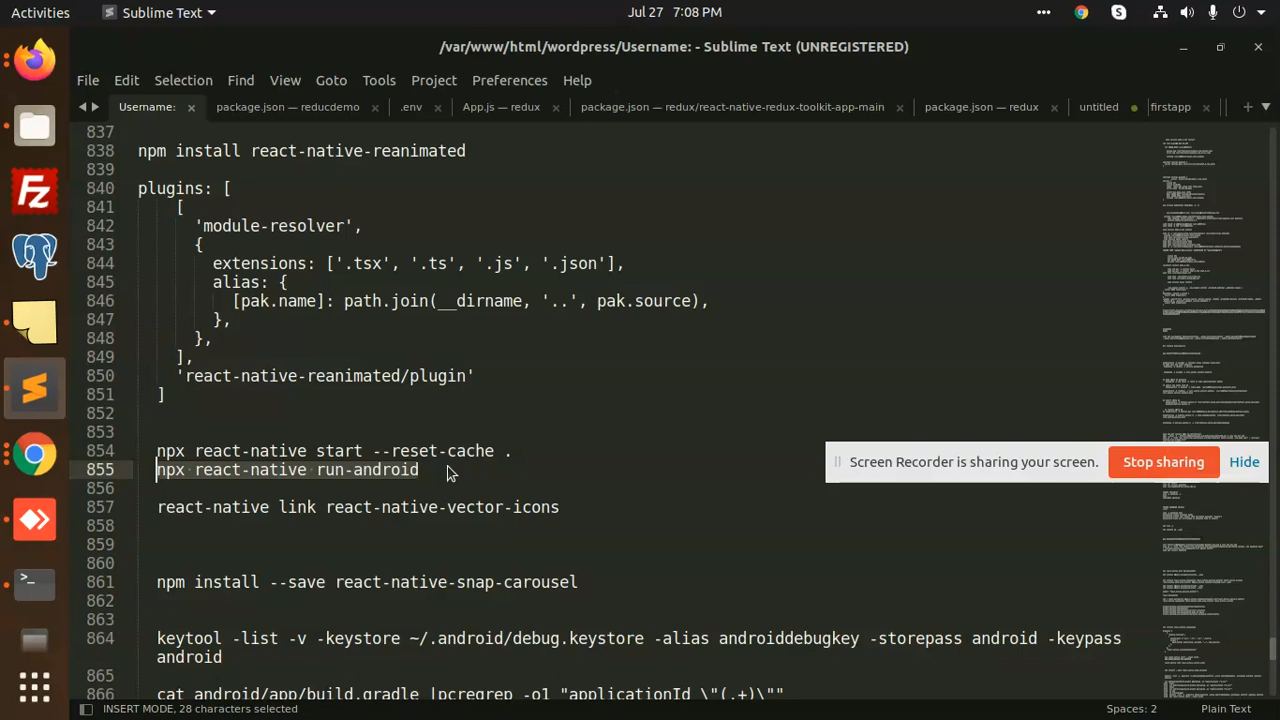 Activities
Sublime Text
Jul 27 7:08 PM
/var/www/html/wordpress/Username: - Sublime Text (UNREGISTERED)
File Edit Selection Find View Goto Tools Project Preferences Help
Username: package.json — reducdemo .env App.js — redux package.json — redux/react-native-redux-toolkit-app-main package.json — redux untitled firstapp
837
838 npm install react-native-reanimated
839
840 plugins: [
841 [
842 'module-resolver',
843 {
844 extensions: ['.tsx', '.ts', '.js', '.json'],
845 alias: {
846 [pak.name]: path.join(__dirname, '..', pak.source),
847 },
848 },
849 ],
850 'react-native-reanimated/plugin'
851 ]
852
853
854 npx react-native start --reset-cache
855 npx react-native run-android
856
857 react-native link react-native-vector-icons
858
859
860
861 npm install --save react-native-snap-carousel
862
863
864 keytool -list -v -keystore ~/.android/debug.keystore -alias androiddebugkey -storepass android -keypass
android
865
866 cat android/app/build.gradle |pcregrep -o1 "applicationId \"(.+)\""
Screen Recorder is sharing your screen. Stop sharing Hide
INSERT MODE, 28 characters selected
Spaces: 2
Plain Text